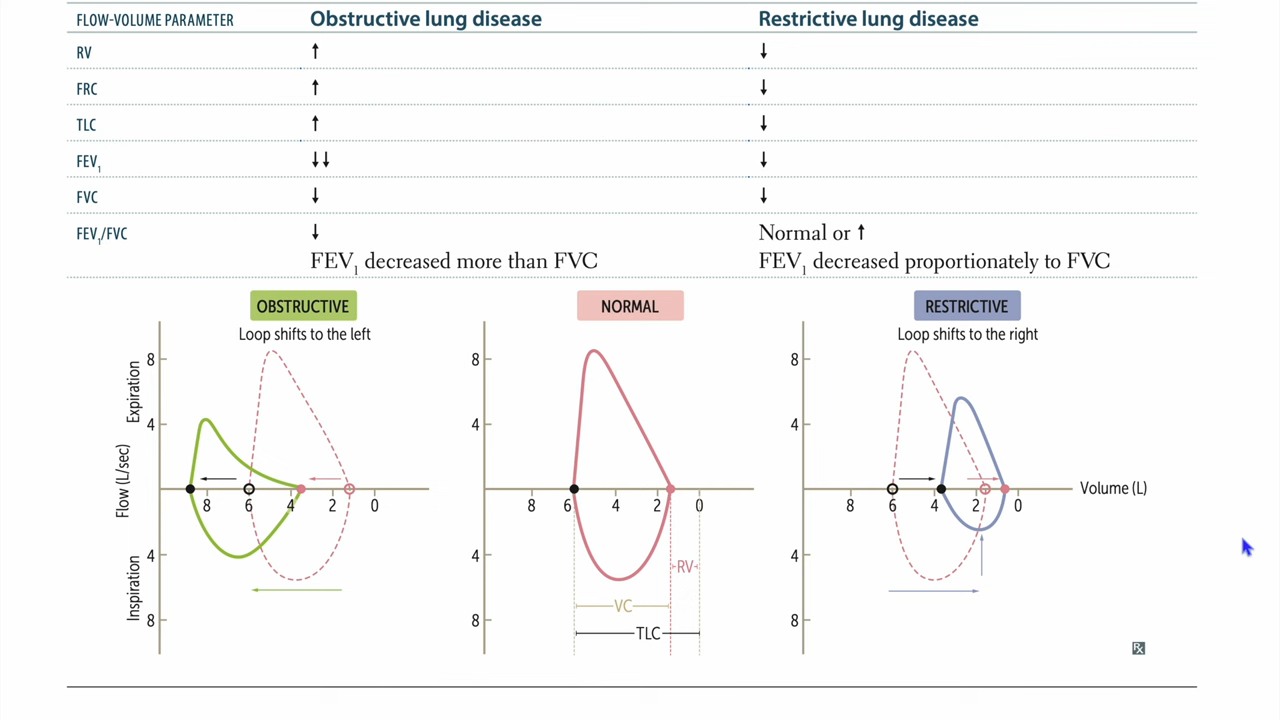 FLOW-VOLUME PARAMETER Obstructive lung disease Restrictive lung disease
RV ↑ ↓
FRC ↑ ↓
TLC ↑ ↓
FEV₁ ↓↓ ↓
FVC ↓ ↓
FEV₁/FVC ↓ Normal or ↑
FEV₁ decreased more than FVC FEV₁ decreased proportionately to FVC
OBSTRUCTIVE NORMAL RESTRICTIVE
Loop shifts to the left Loop shifts to the right
8 8 8
Expiration
4 4 4
Flow (L/sec)
Volume (L)
8 6 4 2 0 8 6 4 2 0 8 6 4 2 0
4 4 4
RV
Inspiration
VC
8 8 8
TLC
Rx